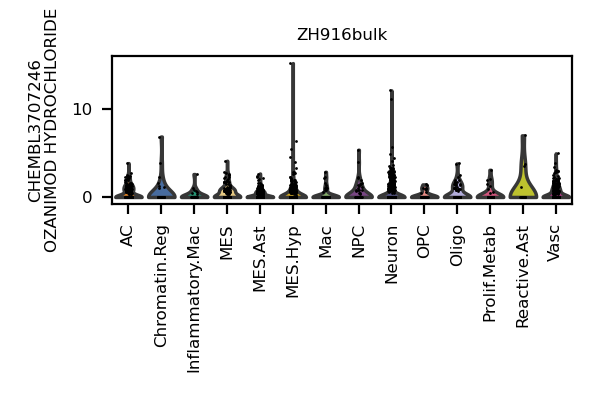 ZH916bulk
CHEMBL3707246
OZANIMOD HYDROCHLORIDE
10
0
AC
Chromatin.Reg
Inflammatory.Mac
MES
MES.Ast
MES.Hyp
Mac
NPC
Neuron
OPC
Oligo
Prolif.Metab
Reactive.Ast
Vasc